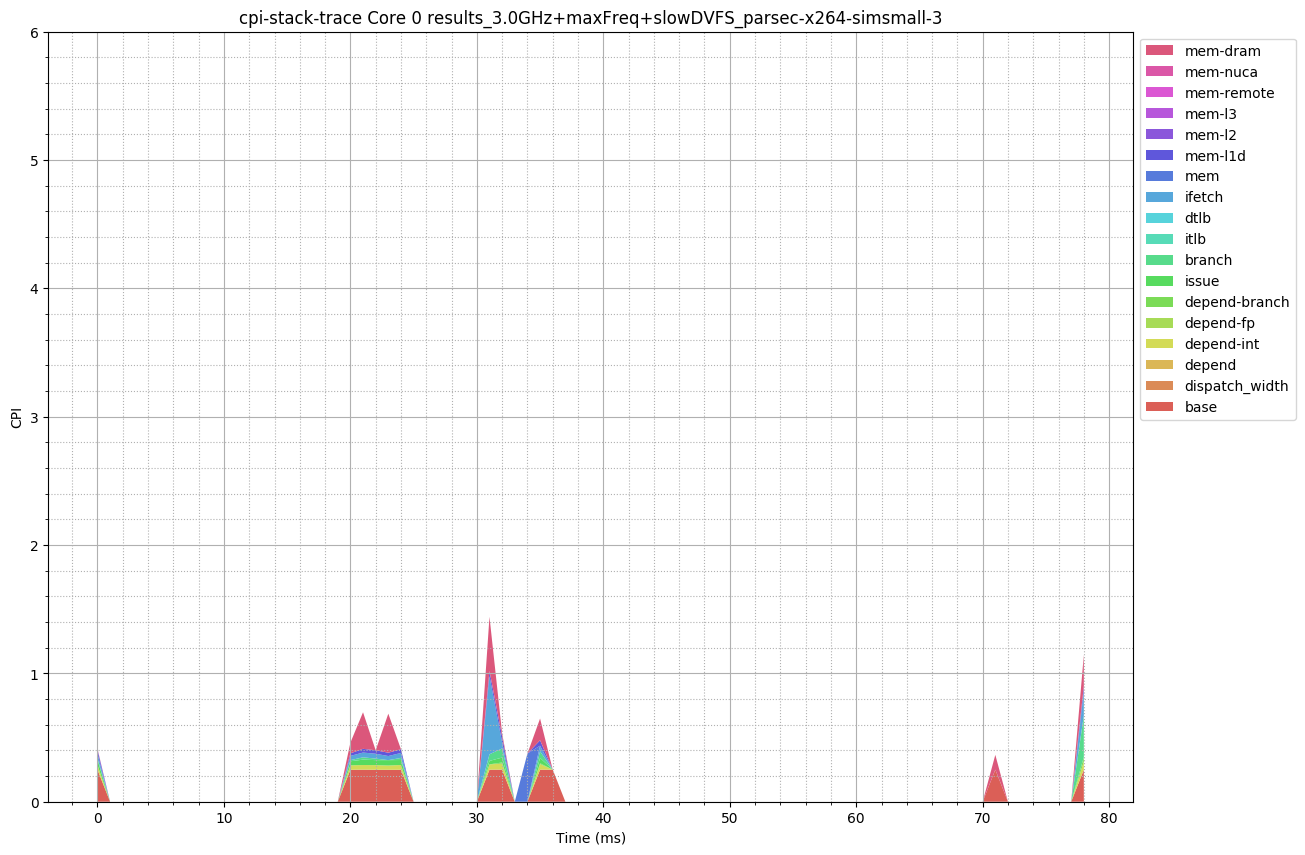 cpi-stack-trace Core 0 results_3.0GHz+maxFreq+slowDVFS_parsec-x264-simsmall-3
6
5
4
3
2
1
0
CPI
0 10 20 30 40 50 60 70 80
Time (ms)
mem-dram
mem-nuca
mem-remote
mem-l3
mem-l2
mem-l1d
mem
ifetch
dtlb
itlb
branch
issue
depend-branch
depend-fp
depend-int
depend
dispatch_width
base